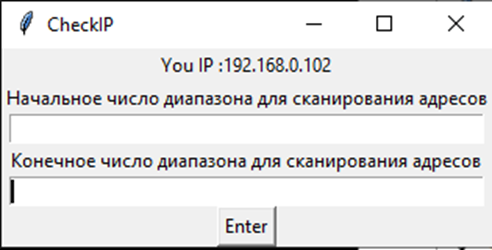 CheckIP
You IP :192.168.0.102
Начальное число диапазона для сканирования адресов
Конечное число диапазона для сканирования адресов
Enter